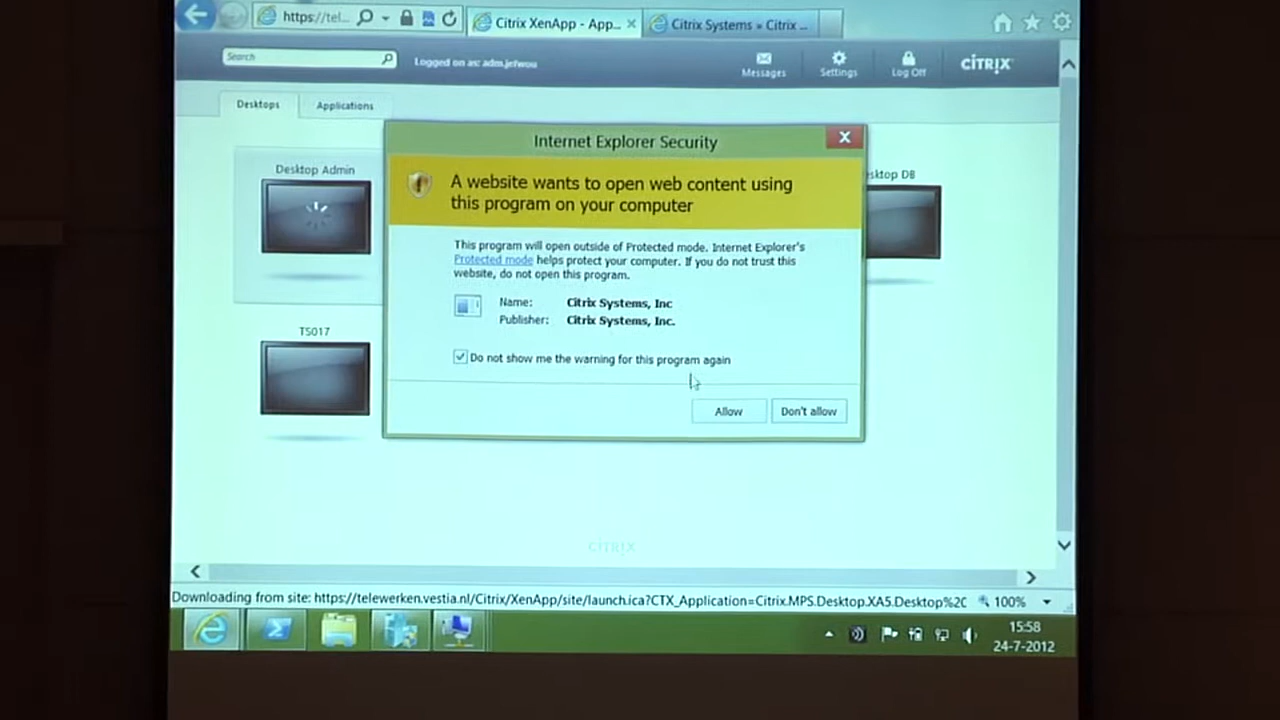 https://tel...
Citrix XenApp - App...
Citrix Systems » Citrix ...
Search
Logged on as: adm.jetwou
Messages
Settings
Log Off
CITRIX
Desktops
Applications
Internet Explorer Security
X
Desktop Admin
sktop DB
A website wants to open web content using
this program on your computer
This program will open outside of Protected mode. Internet Explorer's
Protected mode helps protect your computer. If you do not trust this
website, do not open this program.
Name: Citrix Systems, Inc
Publisher: Citrix Systems, Inc.
TS017
Do not show me the warning for this program again
Allow
Don't allow
CITRIX
Downloading from site: https://telewerken.vestia.nl/Citrix/XenApp/site/launch.ica?CTX_Application=Citrix.MPS.Desktop.XA5.Desktop%2C
100%
15:58
24-7-2012